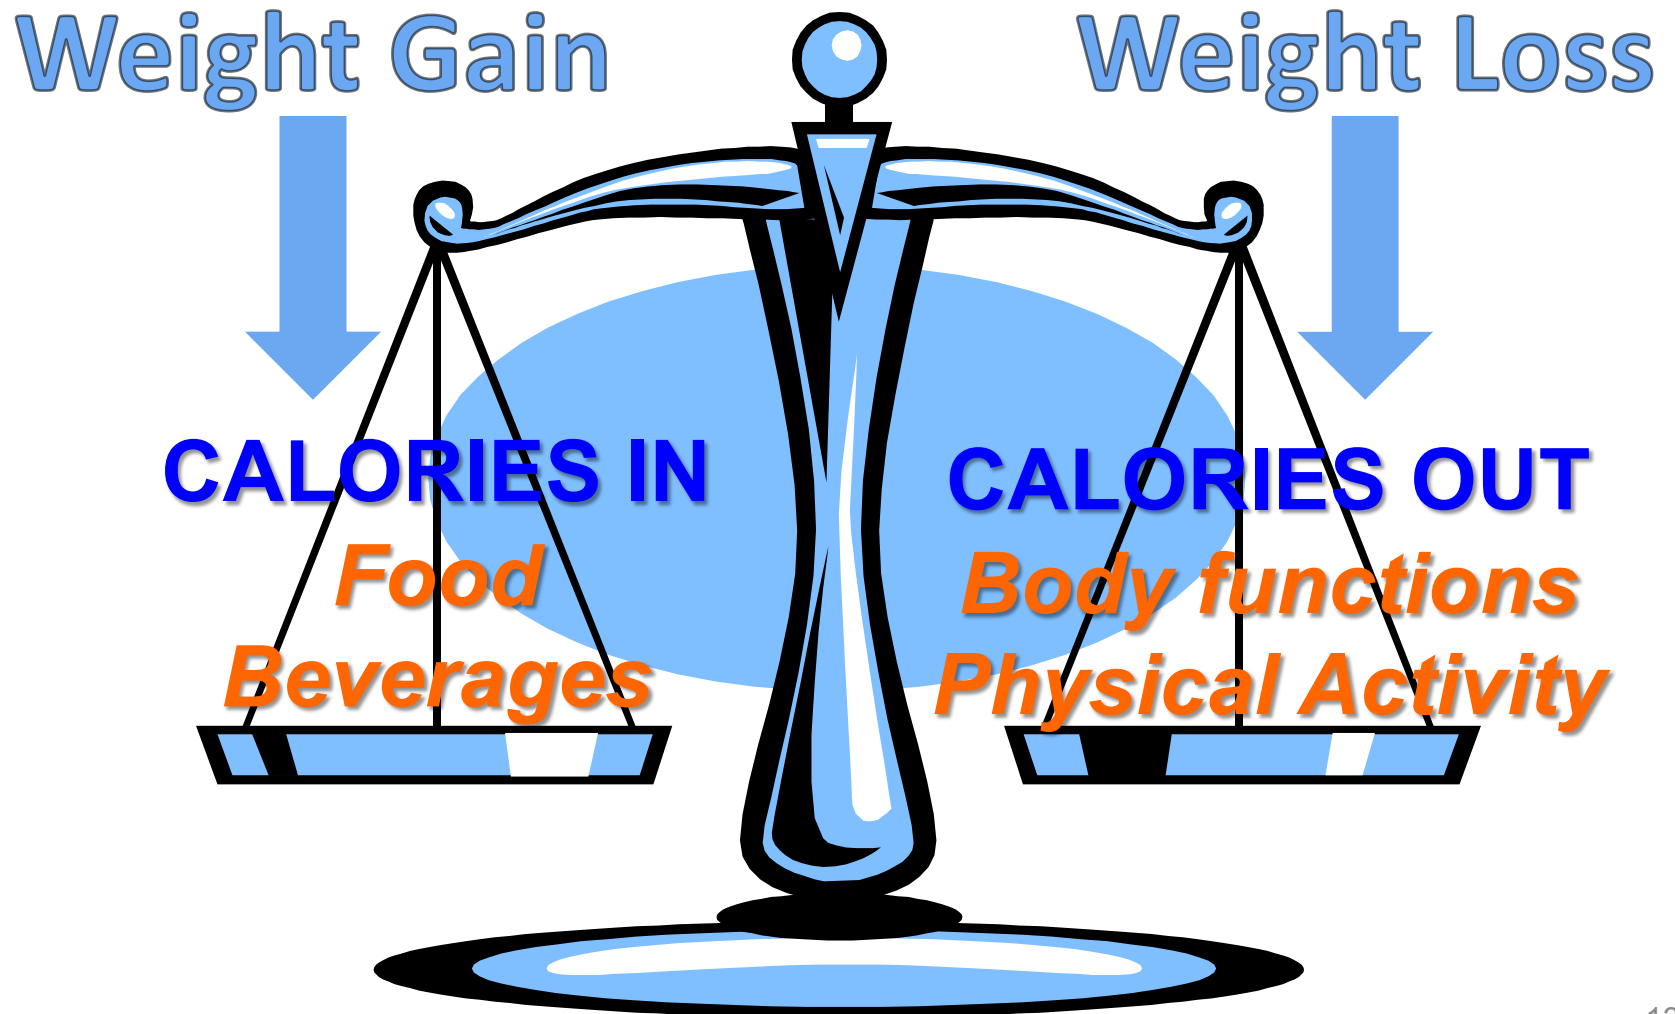 Weight Gain
Weight Loss
CALORIES IN
Food
Beverages
CALORIES OUT
Body functions
Physical Activity